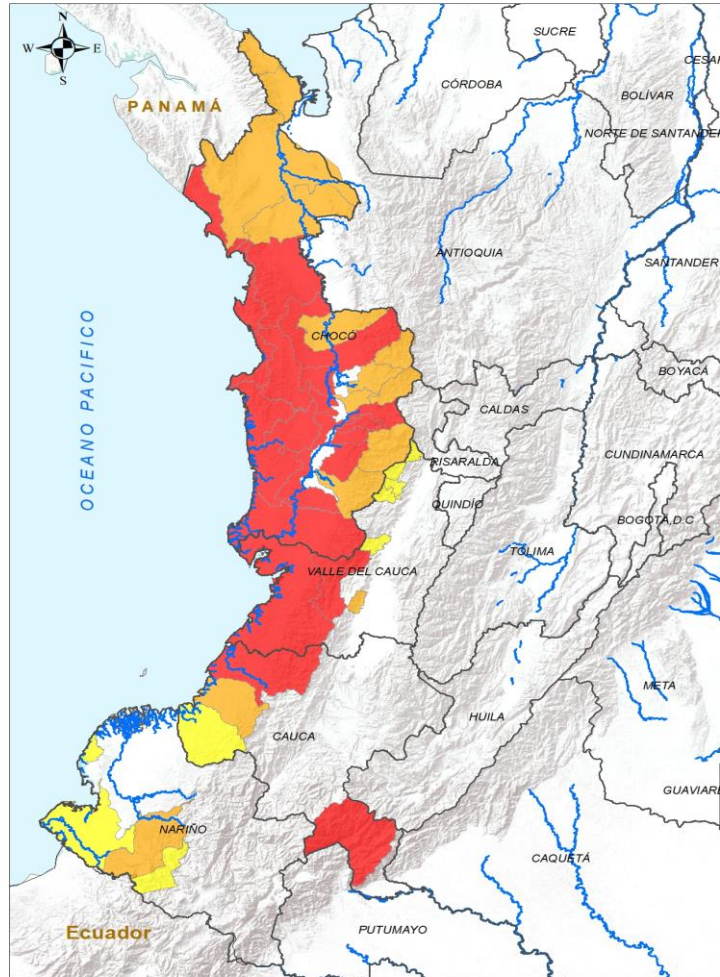 N
W E
S
SUCRE
CESAR
CÓRDOBA
BOLÍVAR
PANAMÁ
NORTE DE SANTANDER
ANTIOQUIA
SANTANDER
OCEANO PACIFICO
CHOCÓ
BOYACÁ
CALDAS
CUNDINAMARCA
RISARALDA
QUINDÍO
BOGOTÁ, D.C
TOLIMA
VALLE DEL CAUCA
META
HUILA
CAUCA
GUAVIARE
NARIÑO
CAQUETÁ
Ecuador
PUTUMAYO